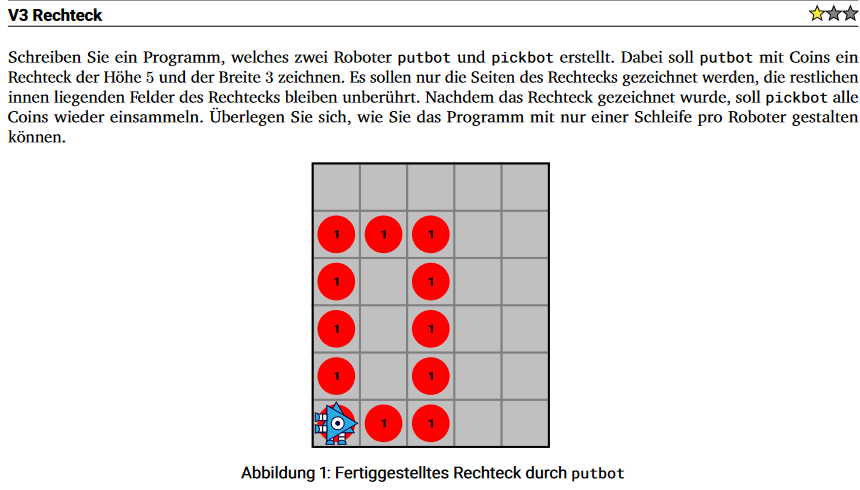 V3 Rechteck
Schreiben Sie ein Programm, welches zwei Roboter putbot und pickbot erstellt. Dabei soll putbot mit Coins ein
Rechteck der Höhe 5 und der Breite 3 zeichnen. Es sollen nur die Seiten des Rechtecks gezeichnet werden, die restlichen
innen liegenden Felder des Rechtecks bleiben unberührt. Nachdem das Rechteck gezeichnet wurde, soll pickbot alle
Coins wieder einsammeln. Überlegen Sie sich, wie Sie das Programm mit nur einer Schleife pro Roboter gestalten
können.
1 1 1
1 1
1 1
1 1
1 1
Abbildung 1: Fertiggestelltes Rechteck durch putbot